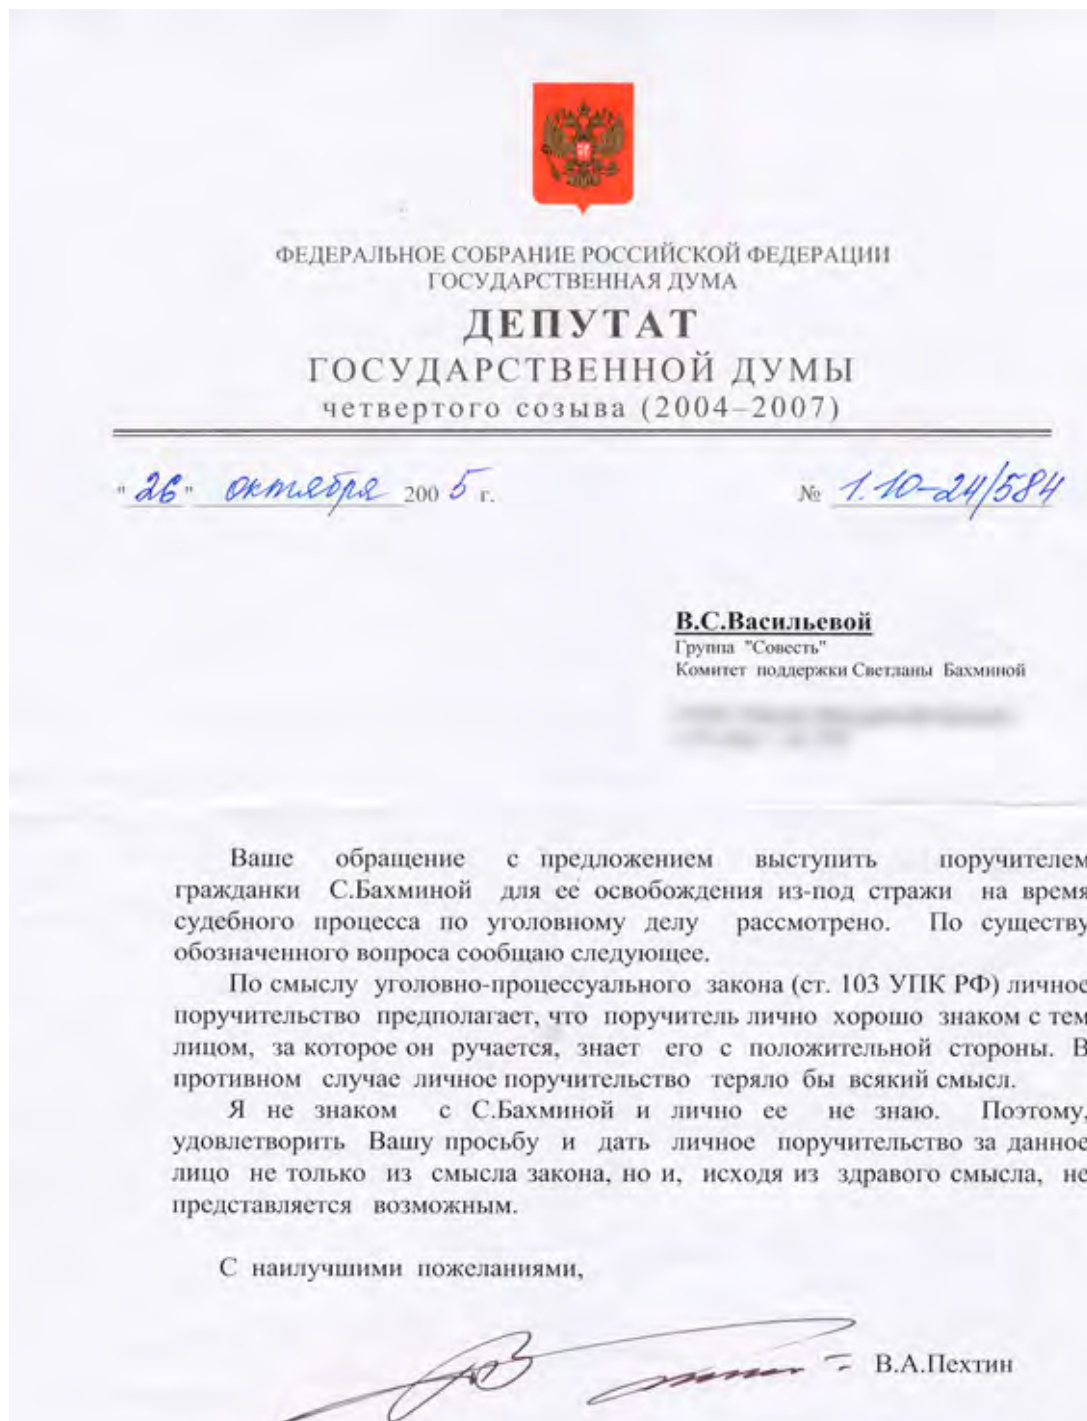 ФЕДЕРАЛЬНОЕ СОБРАНИЕ РОССИЙСКОЙ ФЕДЕРАЦИИ
ГОСУДАРСТВЕННАЯ ДУМА
ДЕПУТАТ
ГОСУДАРСТВЕННОЙ ДУМЫ
четвертого созыва (2004–2007)
"26" октября 2005 г. № 1.10-24/584
В.С.Васильевой
Группа "Совесть"
Комитет поддержки Светланы Бахминой
Ваше обращение с предложением выступить поручителем
гражданки С.Бахминой для ее освобождения из-под стражи на время
судебного процесса по уголовному делу рассмотрено. По существу
обозначенного вопроса сообщаю следующее.
По смыслу уголовно-процессуального закона (ст. 103 УПК РФ) личное
поручительство предполагает, что поручитель лично хорошо знаком с тем
лицом, за которое он ручается, знает его с положительной стороны. В
противном случае личное поручительство теряло бы всякий смысл.
Я не знаком с С.Бахминой и лично ее не знаю. Поэтому,
удовлетворить Вашу просьбу и дать личное поручительство за данное
лицо не только из смысла закона, но и, исходя из здравого смысла, не
представляется возможным.
С наилучшими пожеланиями,
В.А.Пехтин